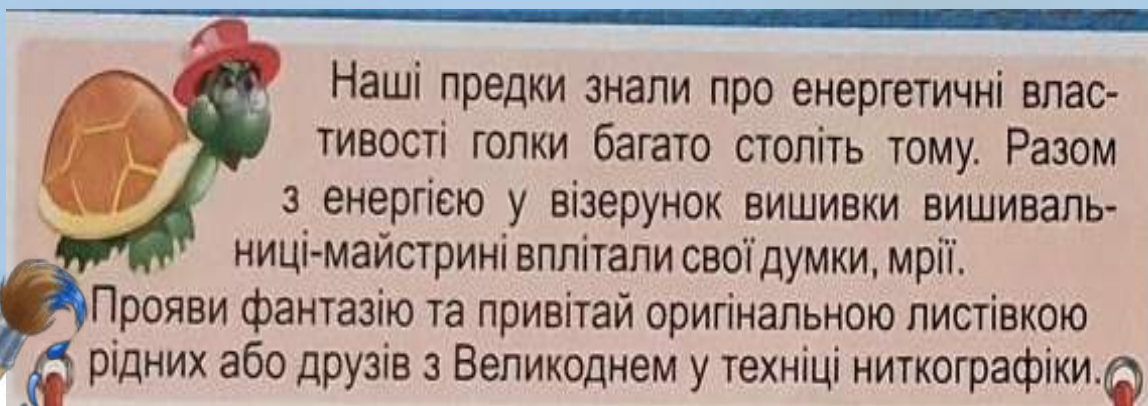 Наші предки знали про енергетичні влас-
тивості голки багато століть тому. Разом
з енергією у візерунок вишивки вишиваль-
ниці-майстрині вплітали свої думки, мрії.
Прояви фантазію та привітай оригінальною листівкою
рідних або друзів з Великоднем у техніці ниткографіки.